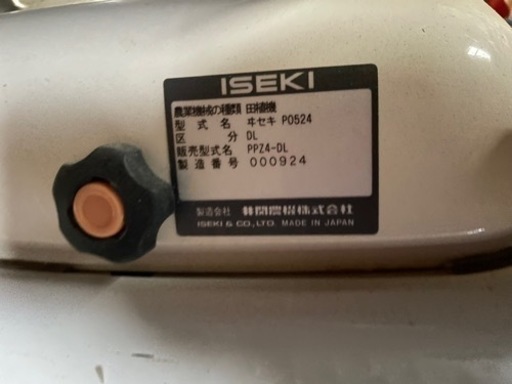 ISEKI
農業機械の種類 田植機
型式名 ヰセキ P0524
区分 DL
販売型式名 PPZ4-DL
製造番号 000924
製造会社 井関農機株式会社
ISEKI & CO., LTD. MADE IN JAPAN